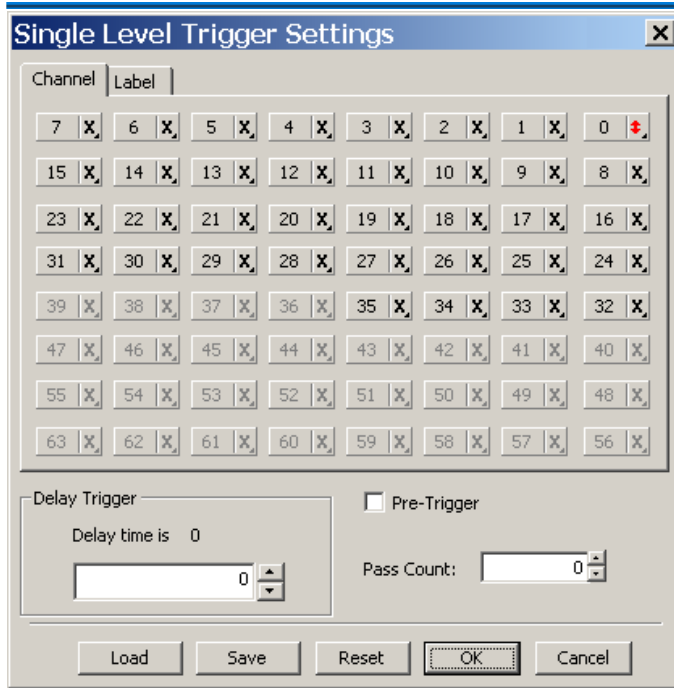 Single Level Trigger Settings
Channel Label
7 X 6 X 5 X 4 X 3 X 2 X 1 X 0
15 X 14 X 13 X 12 X 11 X 10 X 9 X 8 X
23 X 22 X 21 X 20 X 19 X 18 X 17 X 16 X
31 X 30 X 29 X 28 X 27 X 26 X 25 X 24 X
39 X 38 X 37 X 36 X 35 X 34 X 33 X 32 X
47 X 46 X 45 X 44 X 43 X 42 X 41 X 40 X
55 X 54 X 53 X 52 X 51 X 50 X 49 X 48 X
63 X 62 X 61 X 60 X 59 X 58 X 57 X 56 X
Delay Trigger
Pre-Trigger
Delay time is 0
0
Pass Count: 0
Load Save Reset OK Cancel